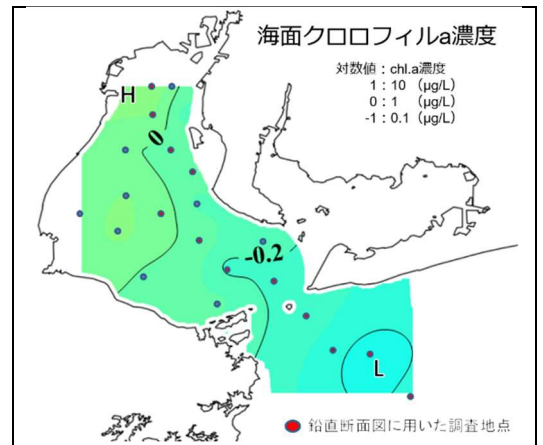 海面クロロフィルa濃度
対数値：chl.a濃度
1：10 （μg/L）
0：1 （μg/L）
-1：0.1 （μg/L）
H
0
-0.2
L
鉛直断面図に用いた調査地点